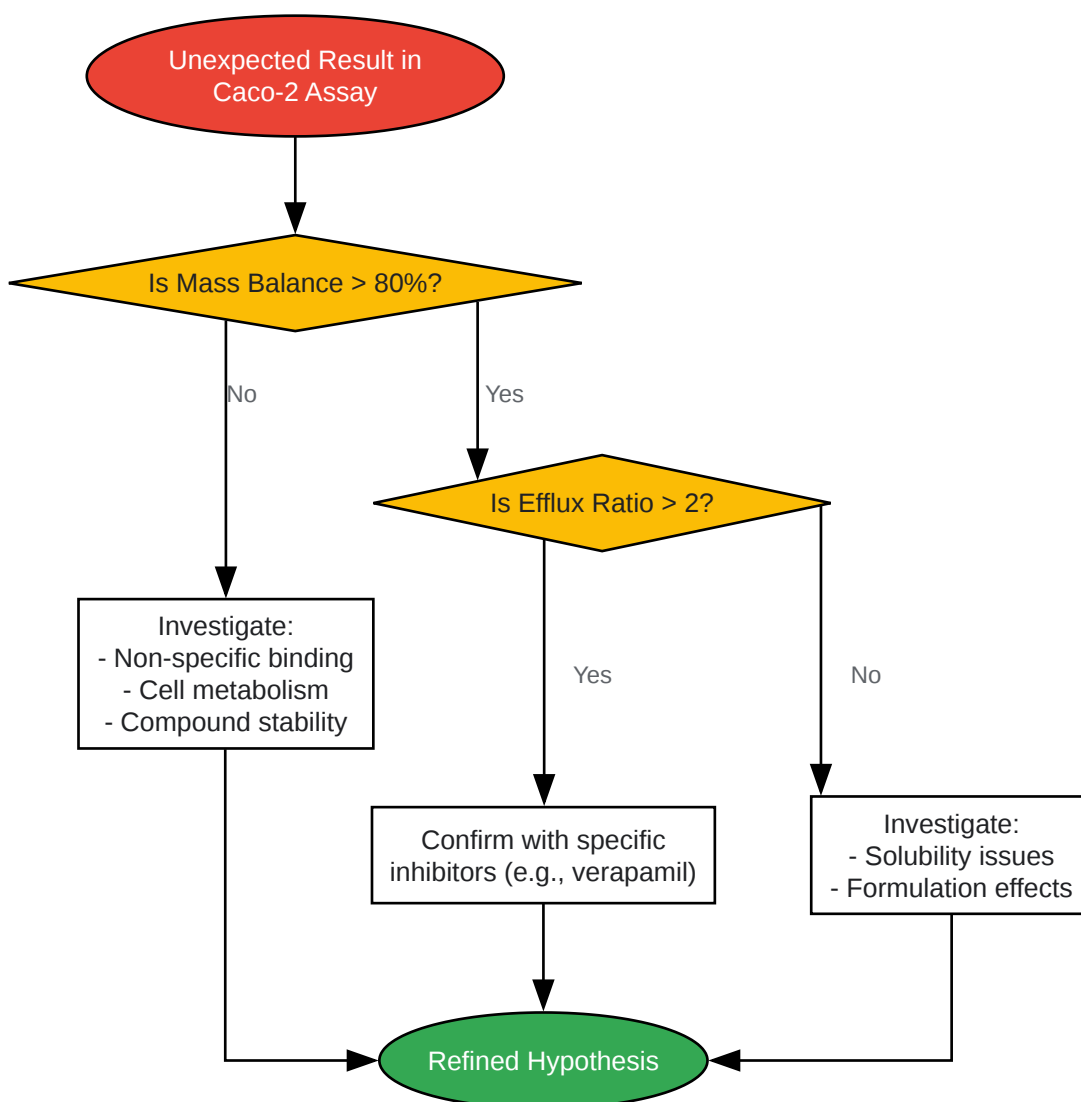 Unexpected Result in
Caco-2 Assay
Is Mass Balance > 80%?
No
Yes
Is Efflux Ratio > 2?
Investigate:
- Non-specific binding
- Cell metabolism
- Compound stability
Yes
No
Confirm with specific
inhibitors (e.g., verapamil)
Investigate:
- Solubility issues
- Formulation effects
Refined Hypothesis